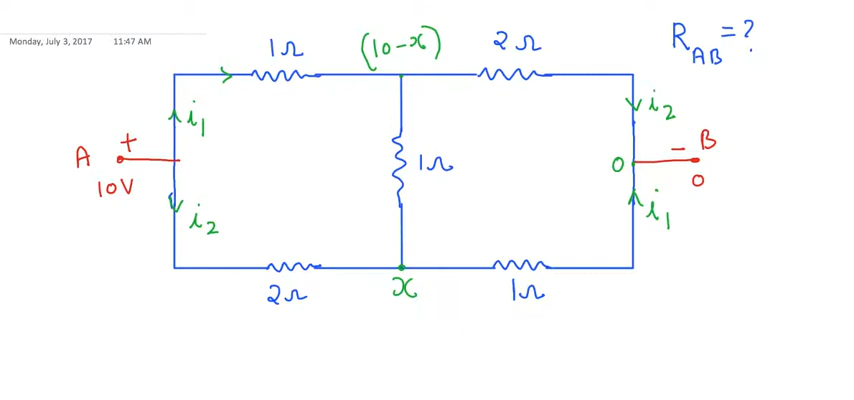 Monday, July 3, 2017 11:47 AM
R_AB = ?
1Ω (10-x) 2Ω
i₁ i₂
A + 10V
1Ω
0 - B 0
i₂ i₁
2Ω x 1Ω